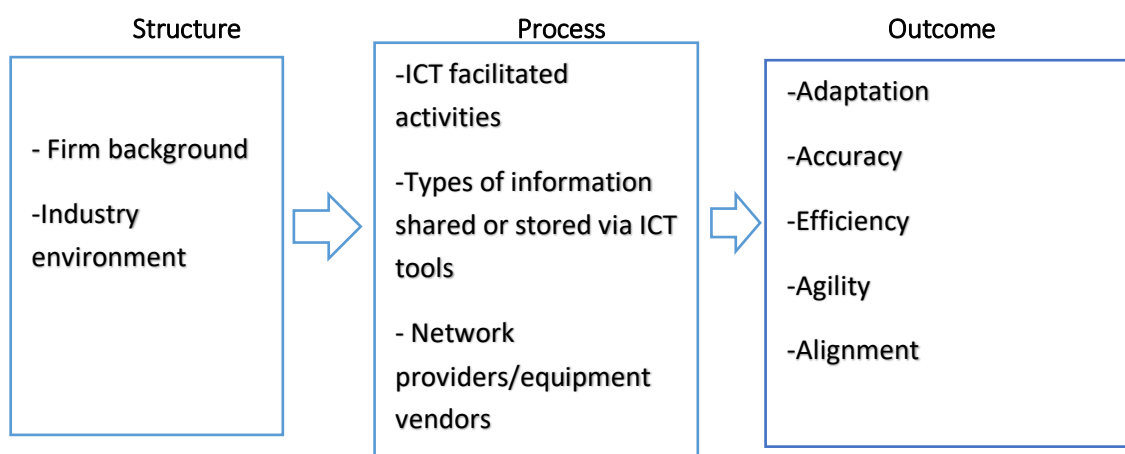 Structure
- Firm background
-Industry
environment
Process
-ICT facilitated
activities
-Types of information
shared or stored via ICT
tools
- Network
providers/equipment
vendors
Outcome
-Adaptation
-Accuracy
-Efficiency
-Agility
-Alignment